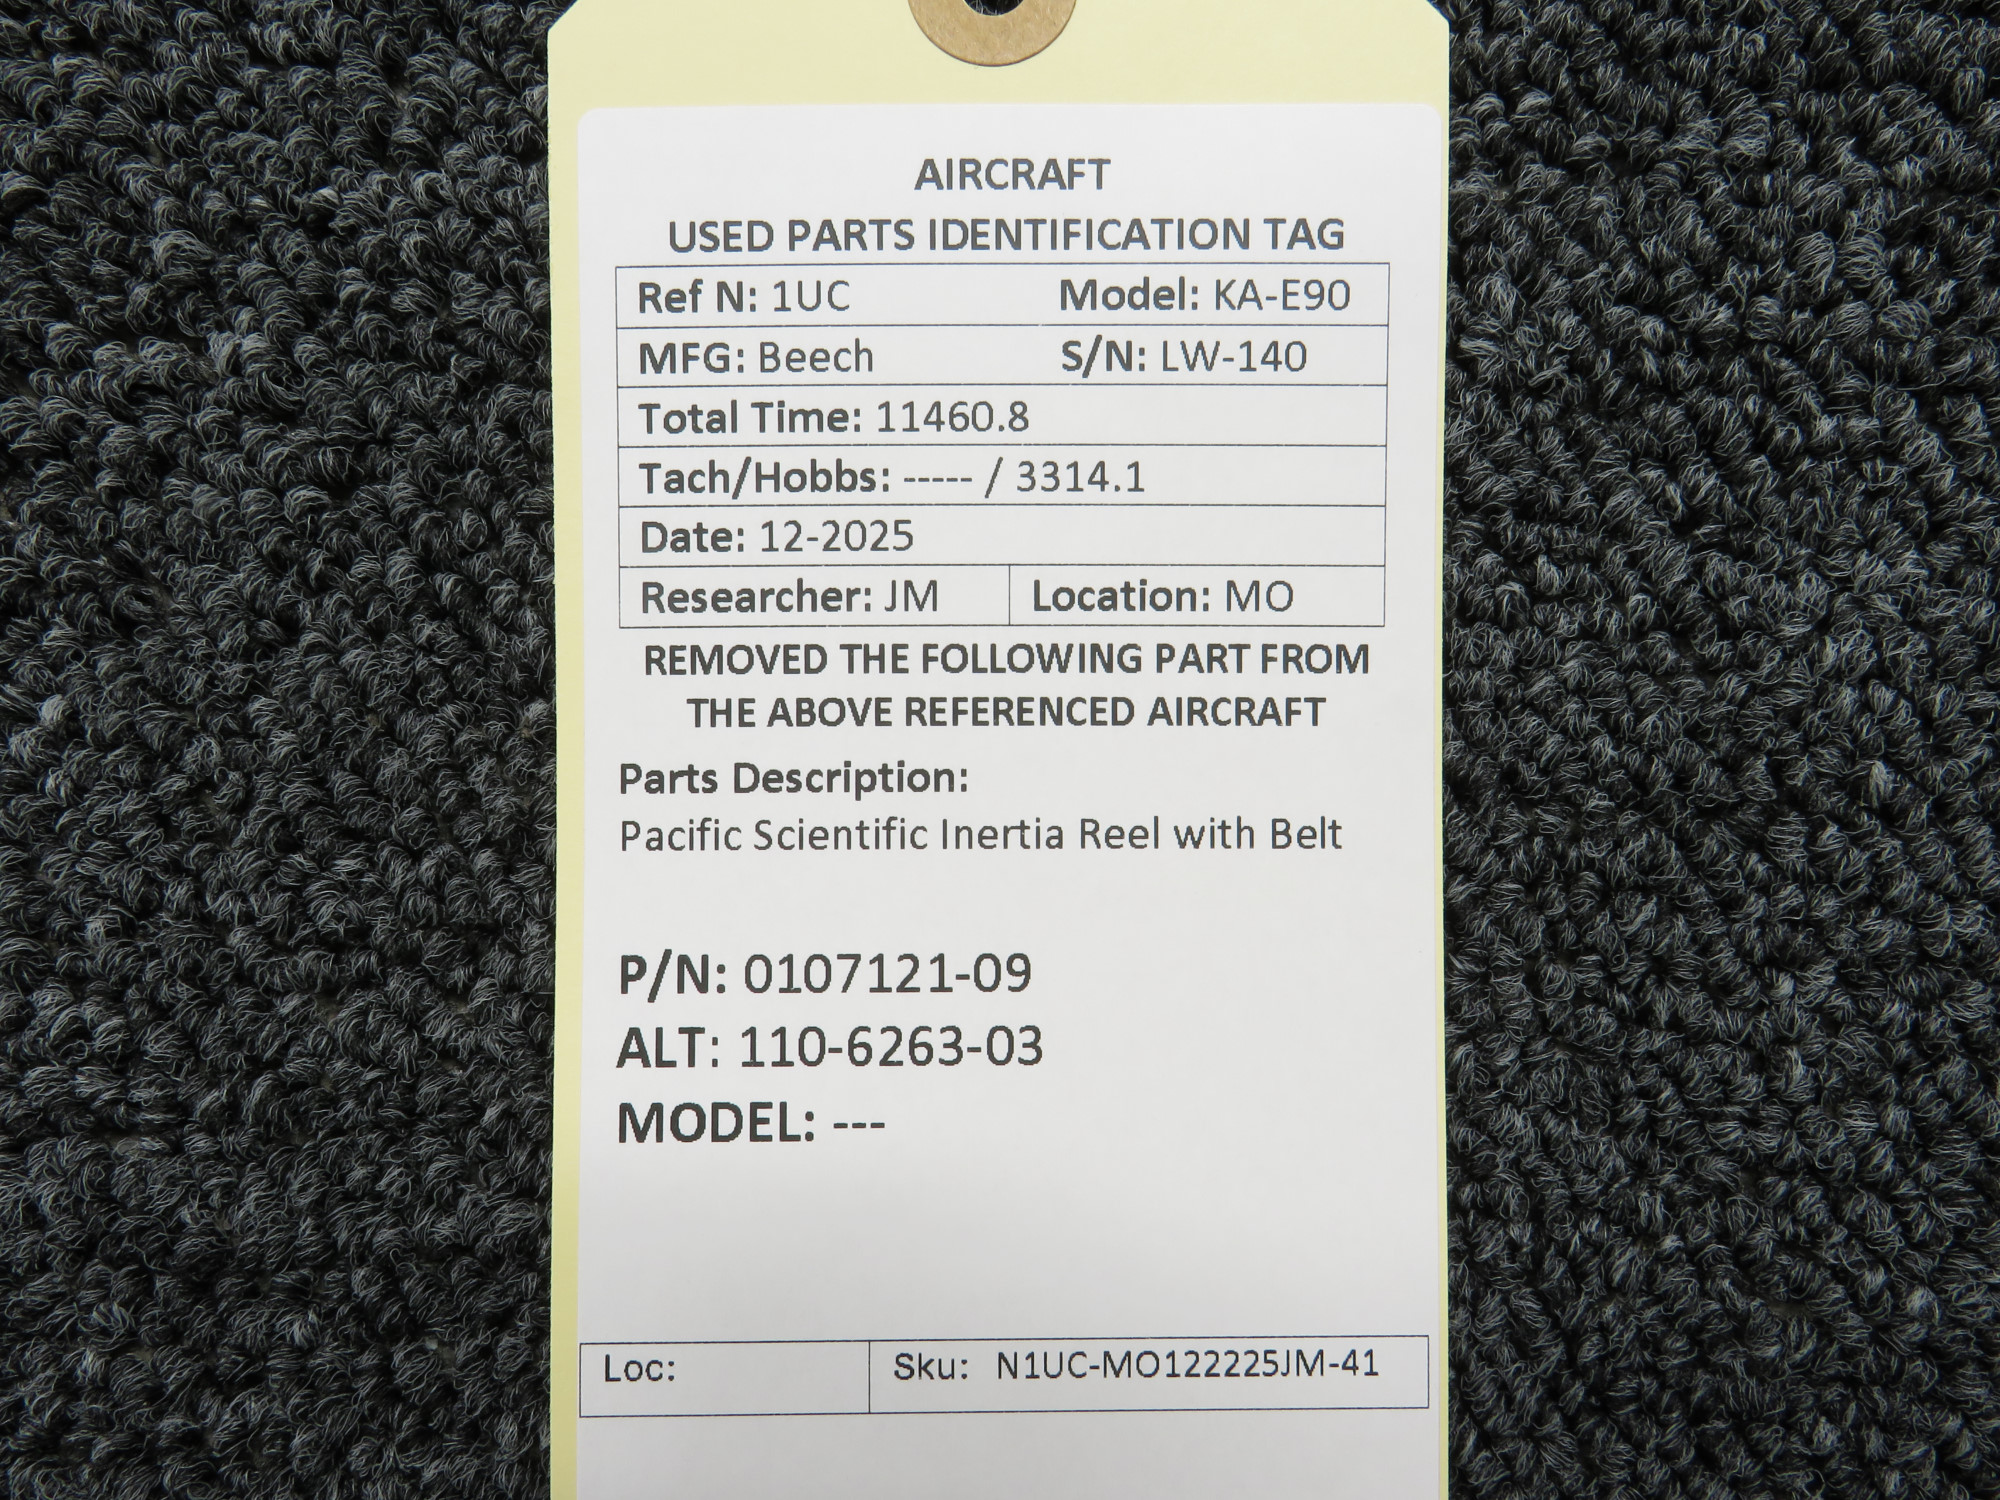 AIRCRAFT
USED PARTS IDENTIFICATION TAG
Ref N: 1UC Model: KA-E90
MFG: Beech S/N: LW-140
Total Time: 11460.8
Tach/Hobbs: ----- / 3314.1
Date: 12-2025
Researcher: JM Location: MO
REMOVED THE FOLLOWING PART FROM
THE ABOVE REFERENCED AIRCRAFT
Parts Description:
Pacific Scientific Inertia Reel with Belt
P/N: 0107121-09
ALT: 110-6263-03
MODEL: ---
Loc: Sku: N1UC-MO122225JM-41